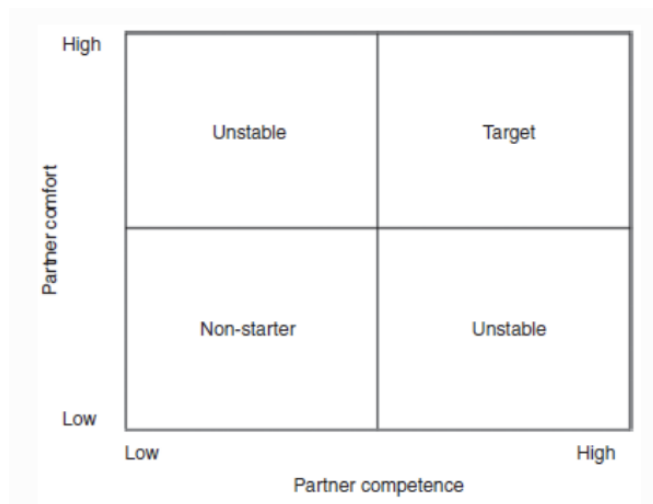 High
Unstable
Target
Partner comfort
Non-starter
Unstable
Low
Low
High
Partner competence